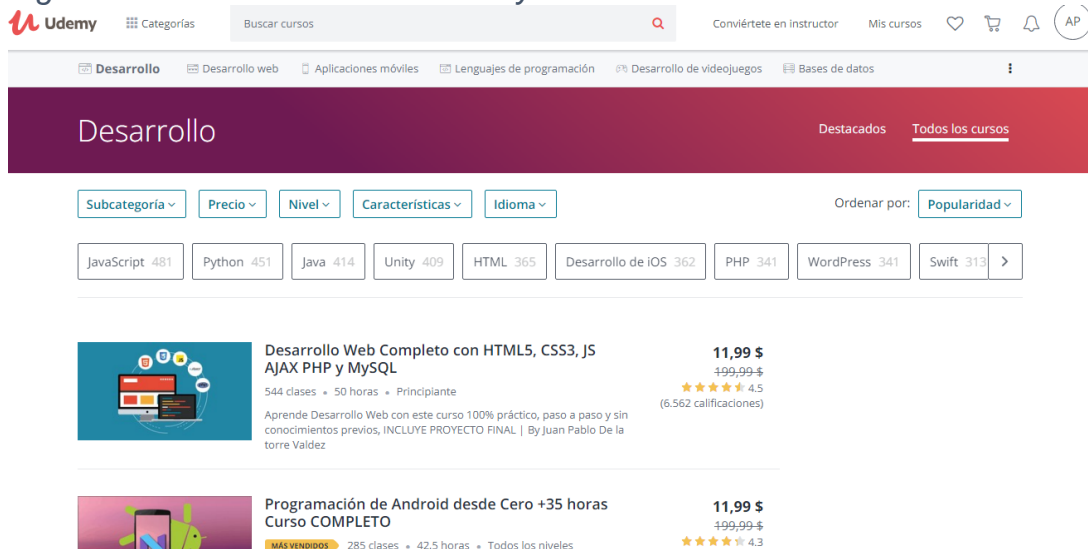 Udemy
Categorías
Buscar cursos
Conviértete en instructor
Mis cursos
AP
Desarrollo
Desarrollo web
Aplicaciones móviles
Lenguajes de programación
Desarrollo de videojuegos
Bases de datos
Desarrollo
Destacados
Todos los cursos
Subcategoría
Precio
Nivel
Características
Idioma
Ordenar por:
Popularidad
JavaScript 481
Python 451
Java 414
Unity 409
HTML 365
Desarrollo de iOS 362
PHP 341
WordPress 341
Swift 313
Desarrollo Web Completo con HTML5, CSS3, JS
AJAX PHP y MySQL
544 clases • 50 horas • Principiante
Aprende Desarrollo Web con este curso 100% práctico, paso a paso y sin
conocimientos previos, INCLUYE PROYECTO FINAL | By Juan Pablo De la
torre Valdez
11,99 $
199,99 $
4.5
(6.562 calificaciones)
Programación de Android desde Cero +35 horas
Curso COMPLETO
MÁS VENDIDOS 285 clases • 42.5 horas • Todos los niveles
11,99 $
199,99 $
4.3